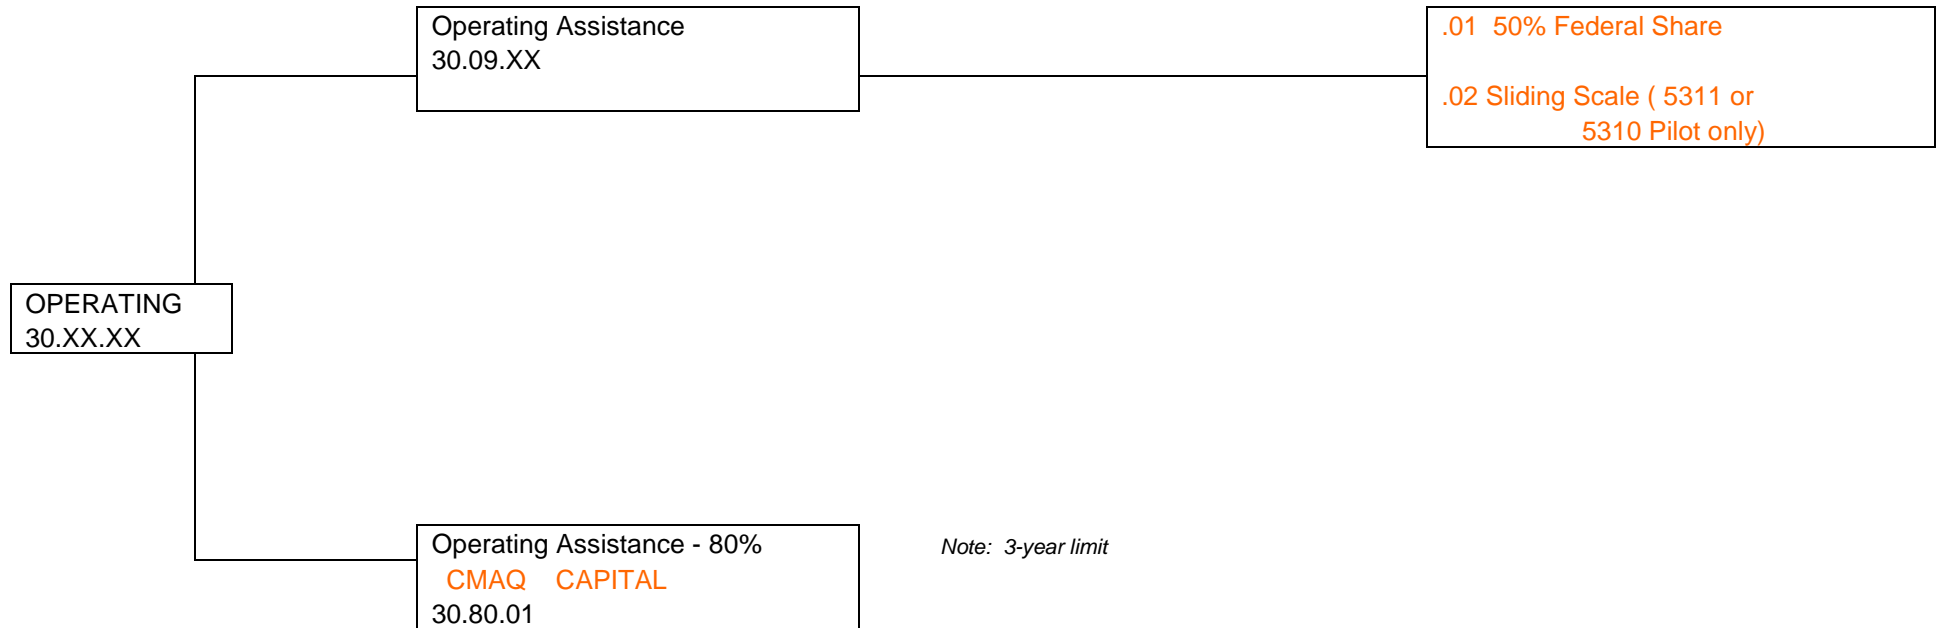 Operating Assistance
30.09.XX
.01  50% Federal Share
.02 Sliding Scale ( 5311 or
5310 Pilot only)
OPERATING
30.XX.XX
Operating Assistance - 80%
CMAQ    CAPITAL
30.80.01
Note:  3-year limit